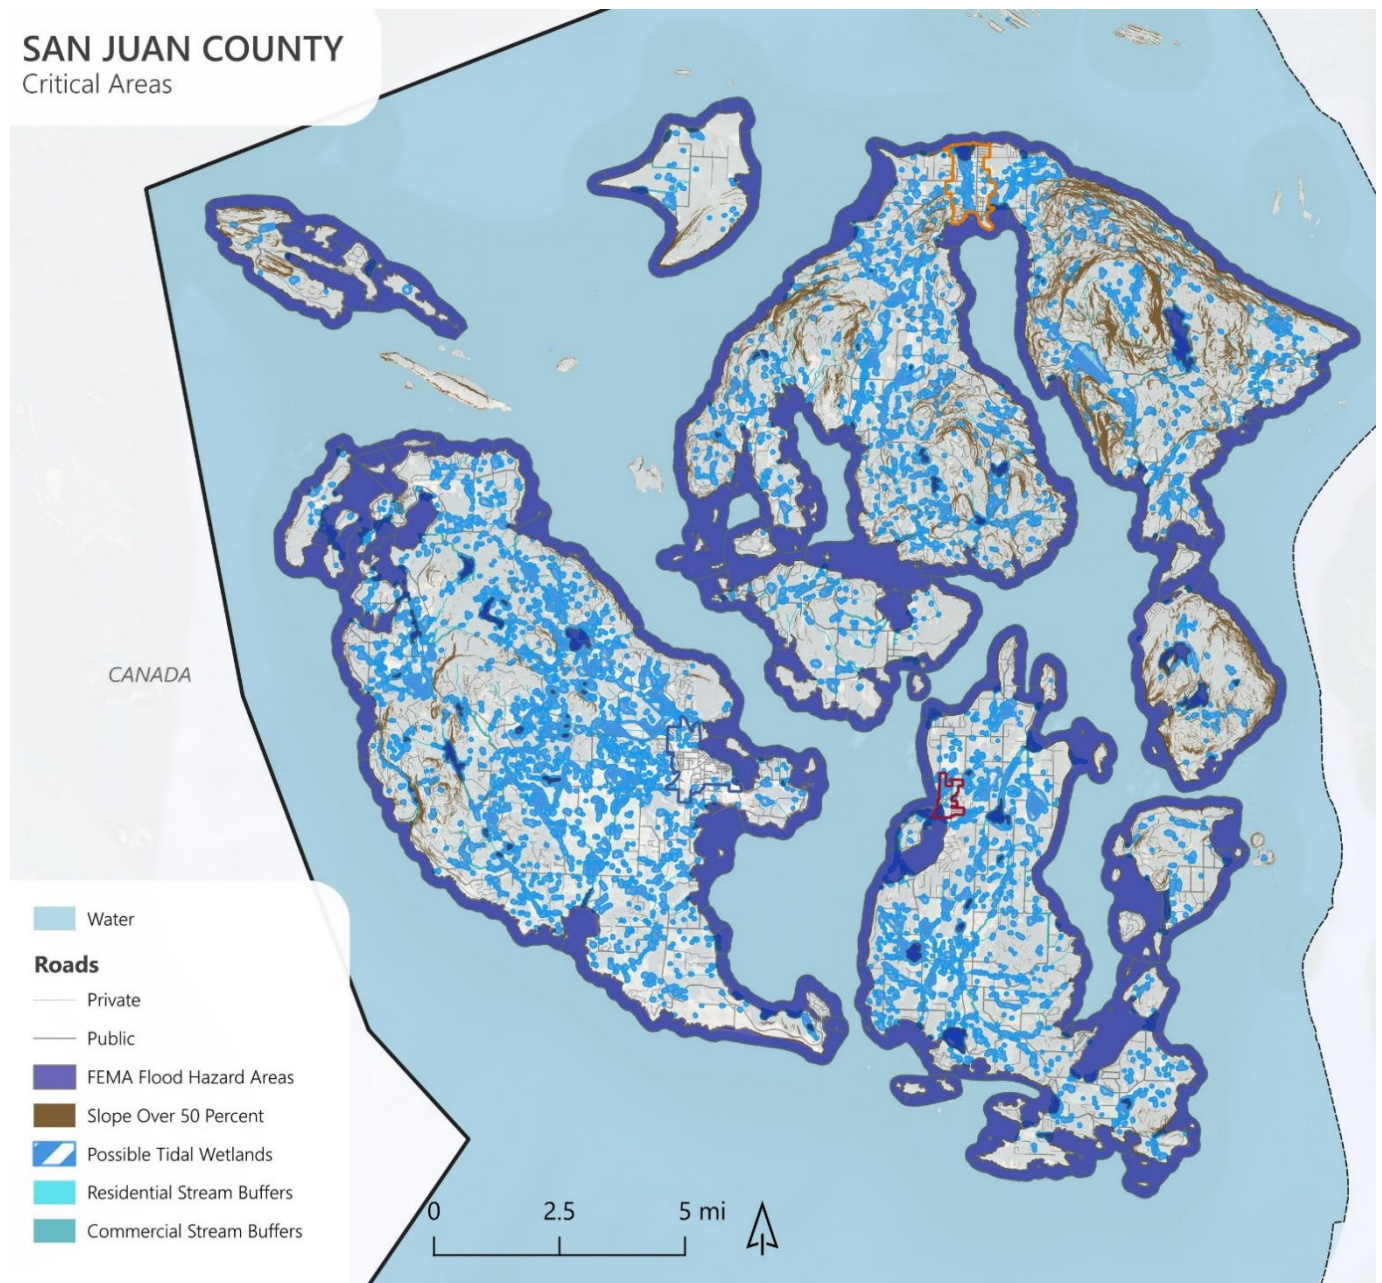 SAN JUAN COUNTY
Critical Areas
CANADA
Water
Roads
Private
Public
FEMA Flood Hazard Areas
Slope Over 50 Percent
Possible Tidal Wetlands
Residential Stream Buffers
Commercial Stream Buffers
0 2.5 5 mi